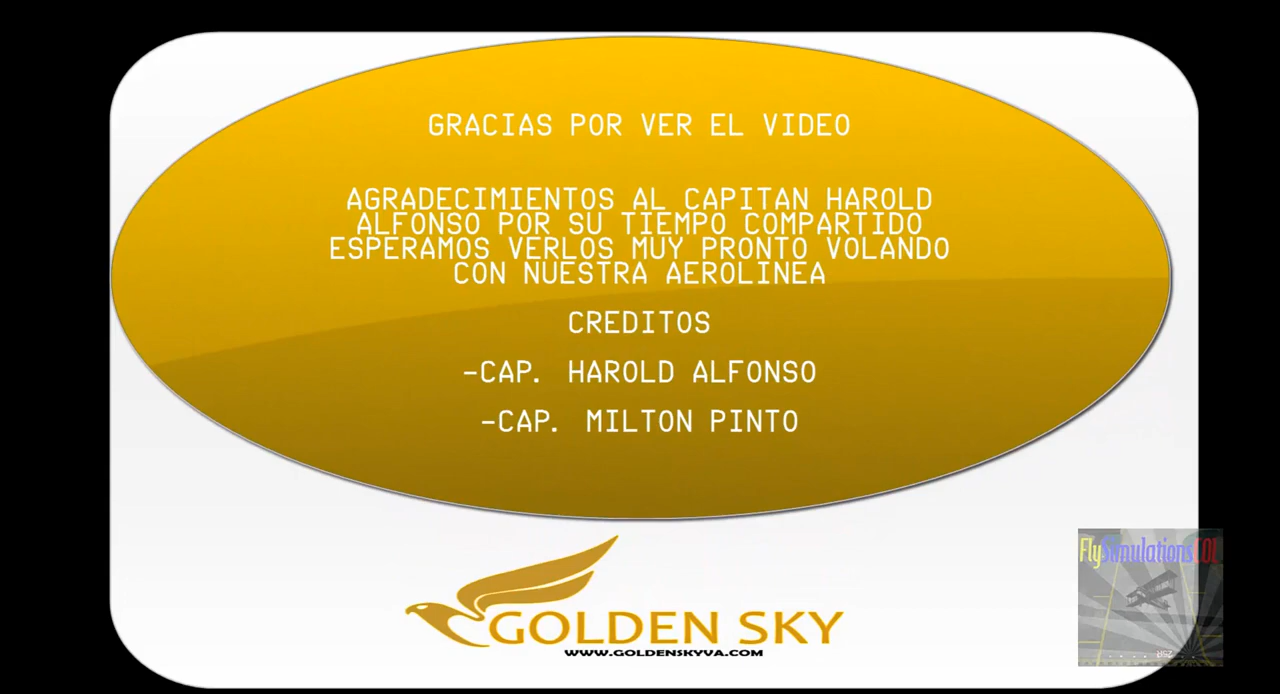 GRACIAS POR VER EL VIDEO
AGRADECIMIENTOS AL CAPITAN HAROLD
ALFONSO POR SU TIEMPO COMPARTIDO
ESPERAMOS VERLOS MUY PRONTO VOLANDO
CON NUESTRA AEROLINEA
CREDITOS
-CAP. HAROLD ALFONSO
-CAP. MILTON PINTO
FlySimulationsCOL
GOLDEN SKY
WWW.GOLDENSKYVA.COM